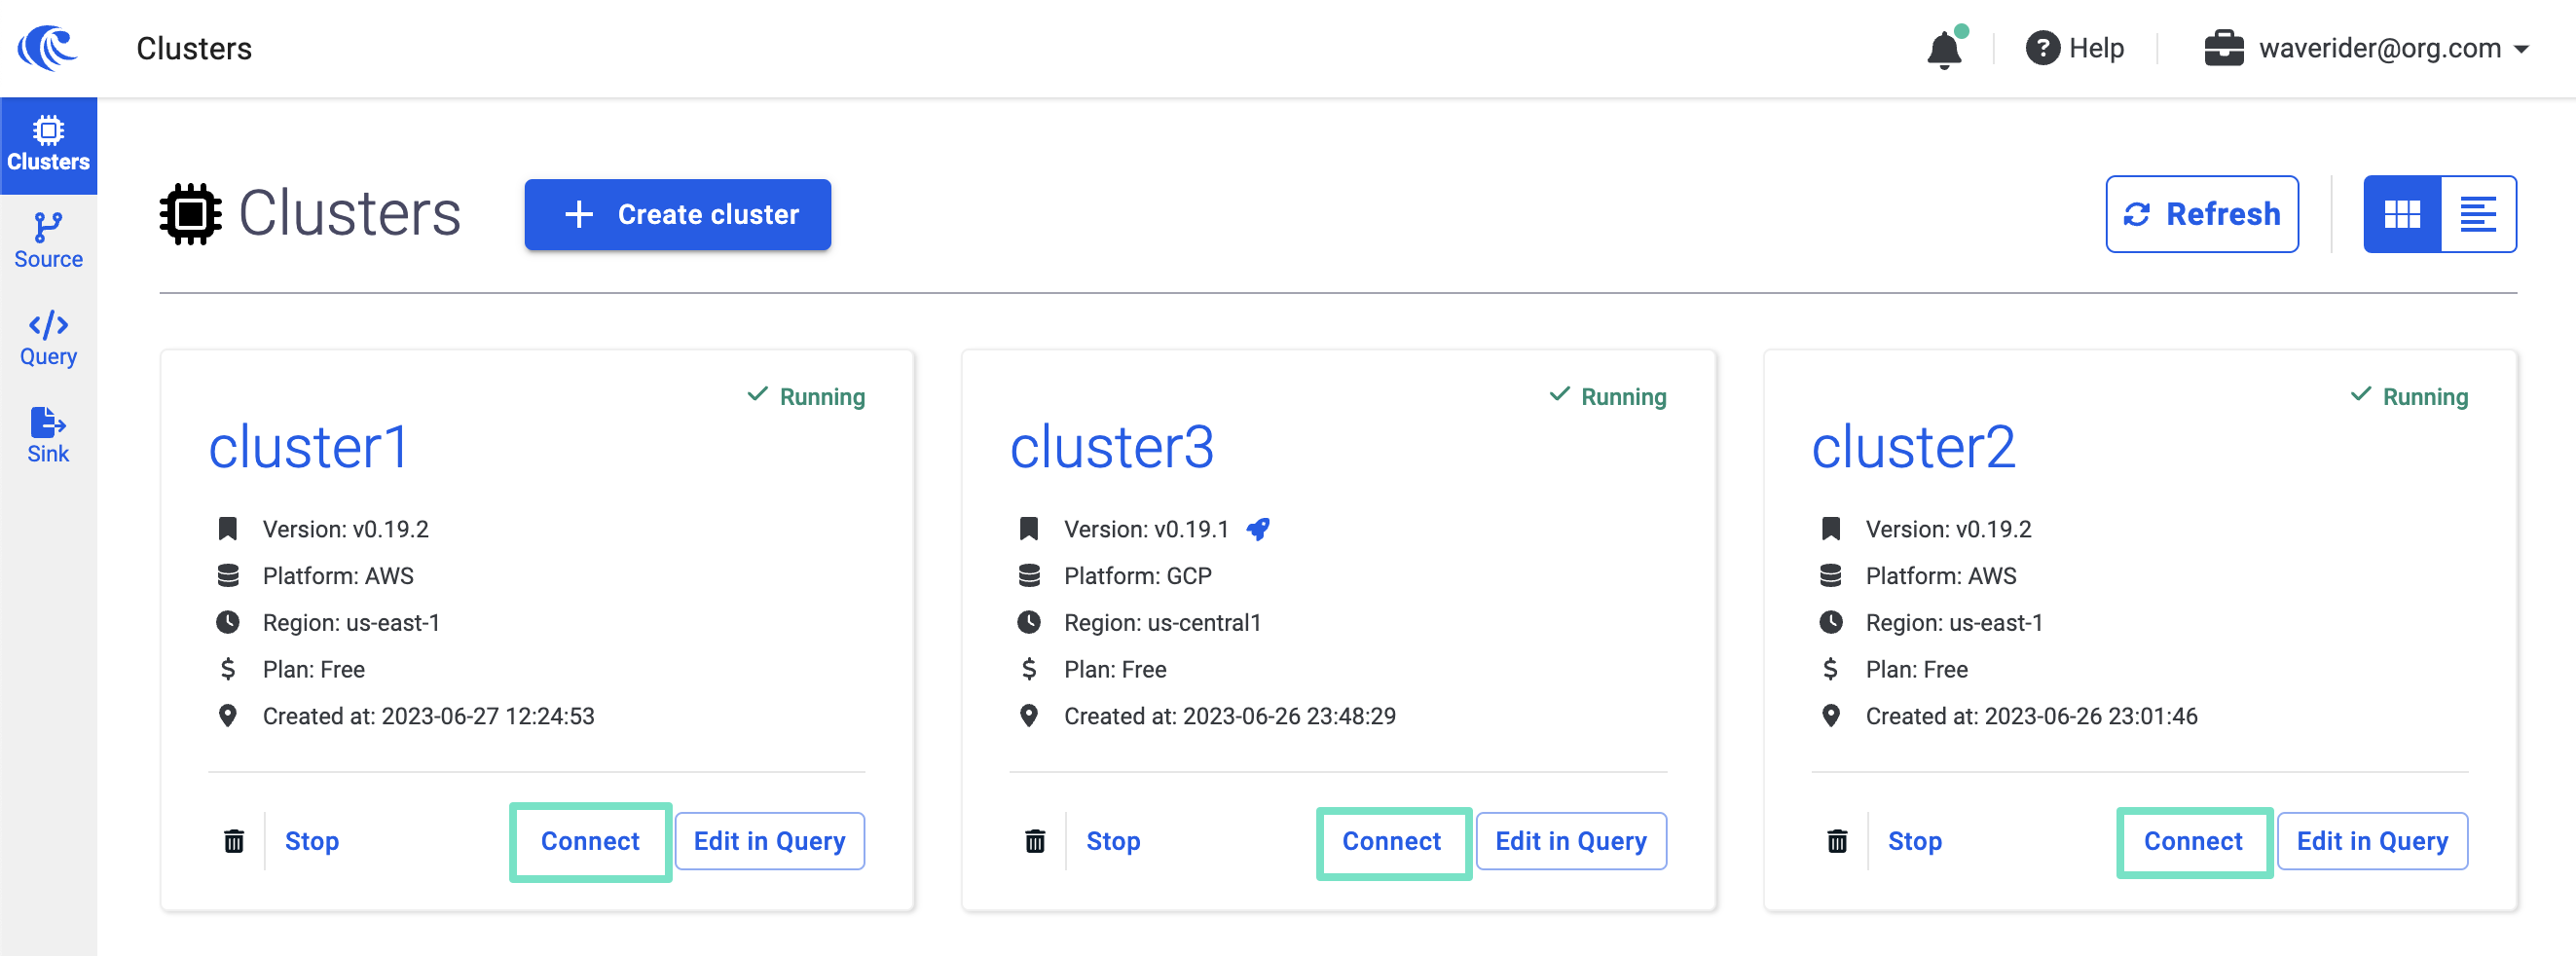 Clusters
Help
waverider@org.com
Clusters
Source
Query
Sink
Clusters
Create cluster
Refresh
Running
cluster1
Version: v0.19.2
Platform: AWS
Region: us-east-1
$ Plan: Free
Created at: 2023-06-27 12:24:53
Stop
Connect
Edit in Query
Running
cluster3
Version: v0.19.1
Platform: GCP
Region: us-central1
$ Plan: Free
Created at: 2023-06-26 23:48:29
Stop
Connect
Edit in Query
Running
cluster2
Version: v0.19.2
Platform: AWS
Region: us-east-1
$ Plan: Free
Created at: 2023-06-26 23:01:46
Stop
Connect
Edit in Query